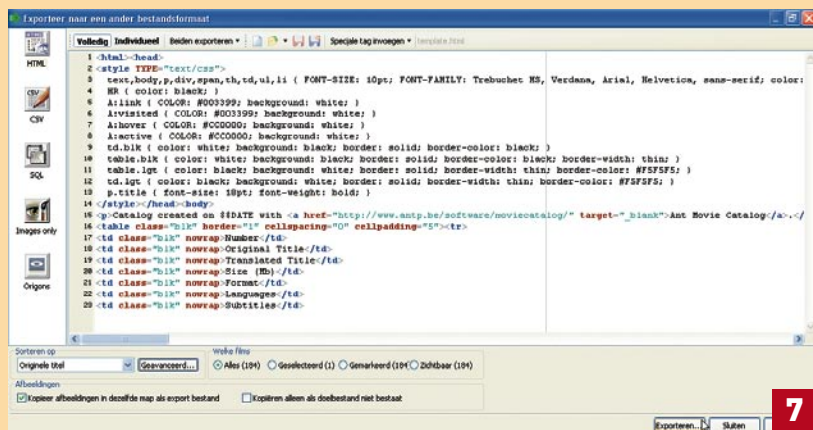 Exporteer naar een ander bestandsformaat
Volledig Individueel Beiden exporteren Speciale tag invoegen template.html
HTML
CSV
SQL
Images only
Origons
1 <html><head>
2 <style TYPE="text/css">
3 text,body,p,div,span,th,td,ul,li { FONT-SIZE: 10pt; FONT-FAMILY: Trebuchet MS, Verdana, Arial, Helvetica, sans-serif; color:
4 HR { color: black; }
5 A:link { COLOR: #003399; background: white; }
6 A:visited { COLOR: #003399; background: white; }
7 A:hover { COLOR: #CC0000; background: white; }
8 A:active { COLOR: #CC0000; background: white; }
9 td.blk { color: white; background: black; border: solid; border-color: black; }
10 table.blk { color: white; background: black; border: solid; border-color: black; border-width: thin; }
11 table.lgt { color: black; background: white; border: solid; border-width: thin; border-color: #F5F5F5; }
12 td.lgt { color: black; background: white; border: solid; border-width: thin; border-color: #F5F5F5; }
13 p.title { font-size: 18pt; font-weight: bold; }
14 </style></head><body>
15 <p>Catalog created on $$DATE with <a href="http://www.antp.be/software/moviecatalog/" target="_blank">Ant Movie Catalog</a>.</
16 <table class="blk" border="1" cellspacing="0" cellpadding="5"><tr>
17 <td class="blk" nowrap>Number</td>
18 <td class="blk" nowrap>Original Title</td>
19 <td class="blk" nowrap>Translated Title</td>
20 <td class="blk" nowrap>Size (Mb)</td>
21 <td class="blk" nowrap>Format</td>
22 <td class="blk" nowrap>Languages</td>
23 <td class="blk" nowrap>Subtitles</td>
Sorteren op
Originele titel Geavanceerd...
Welke films
Alles (184) Geselecteerd (1) Gemarkeerd (184 Zichtbaar (184)
Afbeeldingen
Kopieer afbeeldingen in dezelfde map als export bestand Kopiëren alleen als doelbestand niet bestaat
Exporteren... Sluiten
7